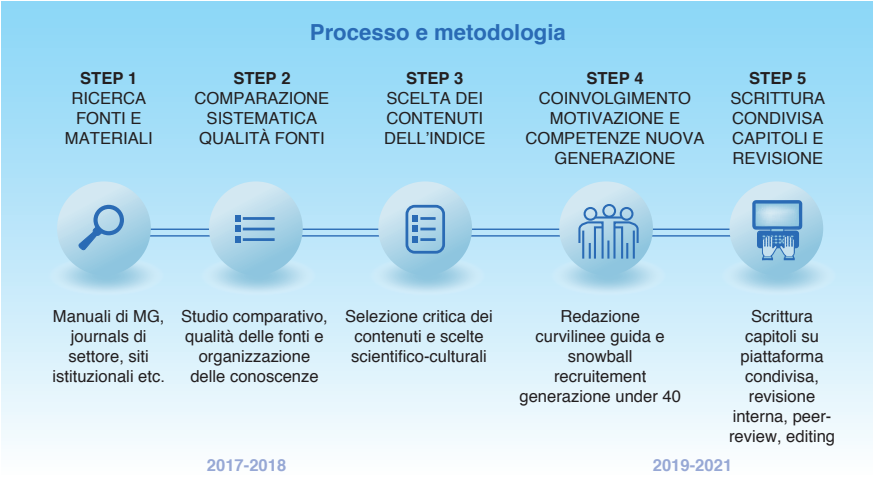 Processo e metodologia
STEP 1
RICERCA
FONTI E
MATERIALI
STEP 2
COMPARAZIONE
SISTEMATICA
QUALITÀ FONTI
STEP 3
SCELTA DEI
CONTENUTI
DELL'INDICE
STEP 4
COINVOLGIMENTO
MOTIVAZIONE E
COMPETENZE NUOVA
GENERAZIONE
STEP 5
SCRITTURA
CONDIVISA
CAPITOLI E
REVISIONE
Manuali di MG,
journals di
settore, siti
istituzionali etc.
Studio comparativo,
qualità delle fonti e
organizzazione
delle conoscenze
Selezione critica dei
contenuti e scelte
scientifico-culturali
Redazione
curvilinee guida e
snowball
recruitment
generazione under 40
Scrittura
capitoli su
piattaforma
condivisa,
revisione
interna, peer-
review, editing
2017-2018
2019-2021